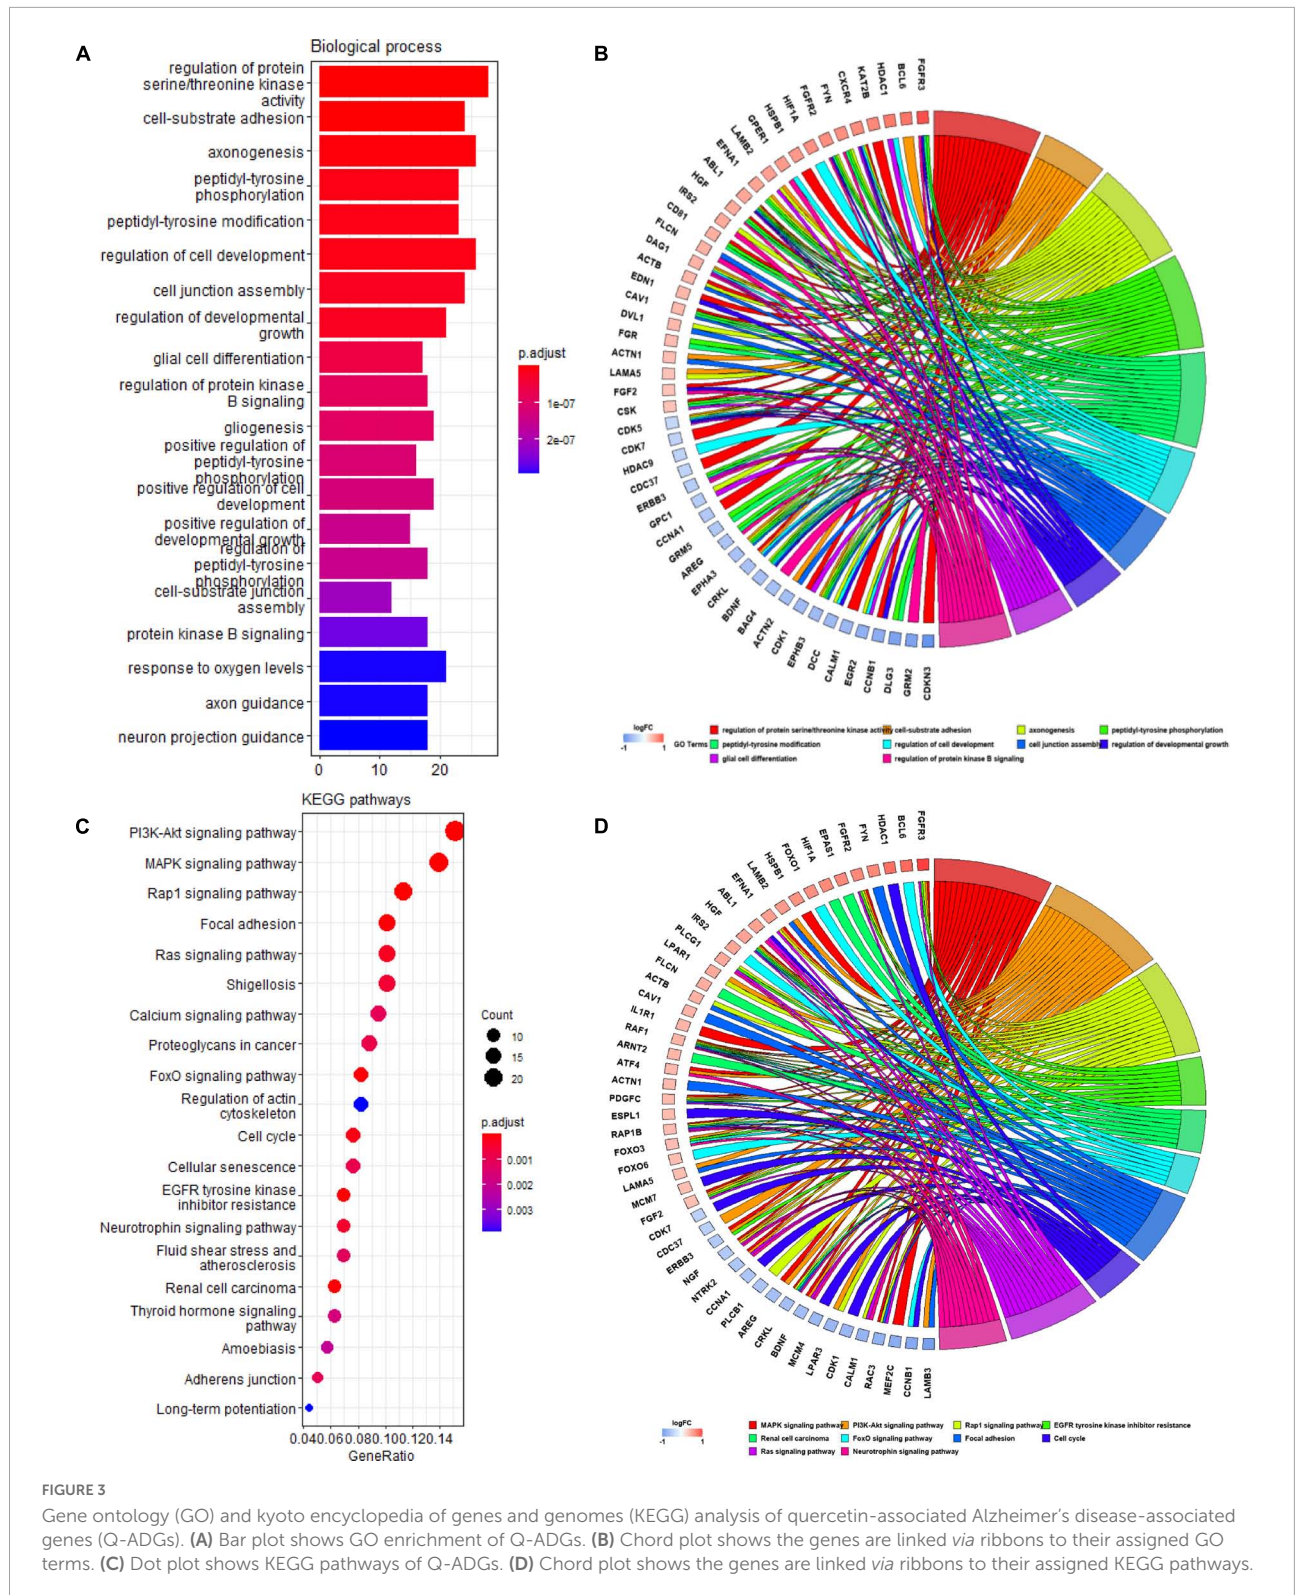 A
Biological process
regulation of protein
serine/threonine kinase
activity
cell-substrate adhesion
axonogenesis
peptidyl-tyrosine
phosphorylation
peptidyl-tyrosine modification
regulation of cell development
cell junction assembly
regulation of developmental
growth
glial cell differentiation
regulation of protein kinase
B signaling
gliogenesis
positive regulation of
peptidyl-tyrosine
phosphorylation
positive regulation of cell
development
positive regulation of
developmental growth
regulation of
peptidyl-tyrosine
phosphorylation
cell-substrate junction
assembly
protein kinase B signaling
response to oxygen levels
axon guidance
neuron projection guidance
0 10 20
p.adjust
1e-07
2e-07
B
FGFR3
BCL6
HDAC1
KAT2B
CXCR4
FYN
FGFR2
HIF1A
HSPB1
GPER1
LAMB2
EFNA1
ABL1
HGF
IRS2
CD81
FLCN
DAG1
ACTB
EDN1
CAV1
DVL1
FGR
ACTN1
LAMA5
FGF2
CSK
CDK5
CDK7
HDAC9
CDC37
ERBB3
GPC1
CCNA1
GRM5
AREG
EPHA3
CRKL
BDNF
BAG4
ACTN2
CDK1
EPHB3
DCC
CALM1
EGR2
CCNB1
DLG3
GRM2
CDKN3
logFC
-1 1
GO Terms
regulation of protein serine/threonine kinase activity
cell-substrate adhesion
axonogenesis
peptidyl-tyrosine phosphorylation
peptidyl-tyrosine modification
regulation of cell development
cell junction assembly
regulation of developmental growth
glial cell differentiation
regulation of protein kinase B signaling
C
KEGG pathways
PI3K-Akt signaling pathway
MAPK signaling pathway
Rap1 signaling pathway
Focal adhesion
Ras signaling pathway
Shigellosis
Calcium signaling pathway
Proteoglycans in cancer
FoxO signaling pathway
Regulation of actin
cytoskeleton
Cell cycle
Cellular senescence
EGFR tyrosine kinase
inhibitor resistance
Neurotrophin signaling pathway
Fluid shear stress and
atherosclerosis
Renal cell carcinoma
Thyroid hormone signaling
pathway
Amoebiasis
Adherens junction
Long-term potentiation
0.040.060.080.100.120.14
GeneRatio
Count
10
15
20
p.adjust
0.001
0.002
0.003
D
FGFR3
BCL6
HDAC1
FYN
FGFR2
EPAS1
HIF1A
FOXO1
HSPB1
LAMB2
EFNA1
ABL1
HGF
IRS2
PLCG1
LPAR1
FLCN
ACTB
CAV1
IL1R1
RAF1
ARNT2
ATF4
ACTN1
PDGFC
ESPL1
RAP1B
FOXO3
FOXO6
LAMA5
MCM7
FGF2
CDK7
CDC37
ERBB3
NGF
NTRK2
CCNA1
PLCB1
AREG
CRKL
BDNF
MCM4
LPAR3
CDK1
CALM1
RAC3
MEF2C
CCNB1
LAMB3
logFC
-1 1
MAPK signaling pathway
PI3K-Akt signaling pathway
Rap1 signaling pathway
EGFR tyrosine kinase inhibitor resistance
Renal cell carcinoma
FoxO signaling pathway
Focal adhesion
Cell cycle
Ras signaling pathway
Neurotrophin signaling pathway
FIGURE 3
Gene ontology (GO) and kyoto encyclopedia of genes and genomes (KEGG) analysis of quercetin-associated Alzheimer's disease-associated
genes (Q-ADGs). (A) Bar plot shows GO enrichment of Q-ADGs. (B) Chord plot shows the genes are linked via ribbons to their assigned GO
terms. (C) Dot plot shows KEGG pathways of Q-ADGs. (D) Chord plot shows the genes are linked via ribbons to their assigned KEGG pathways.